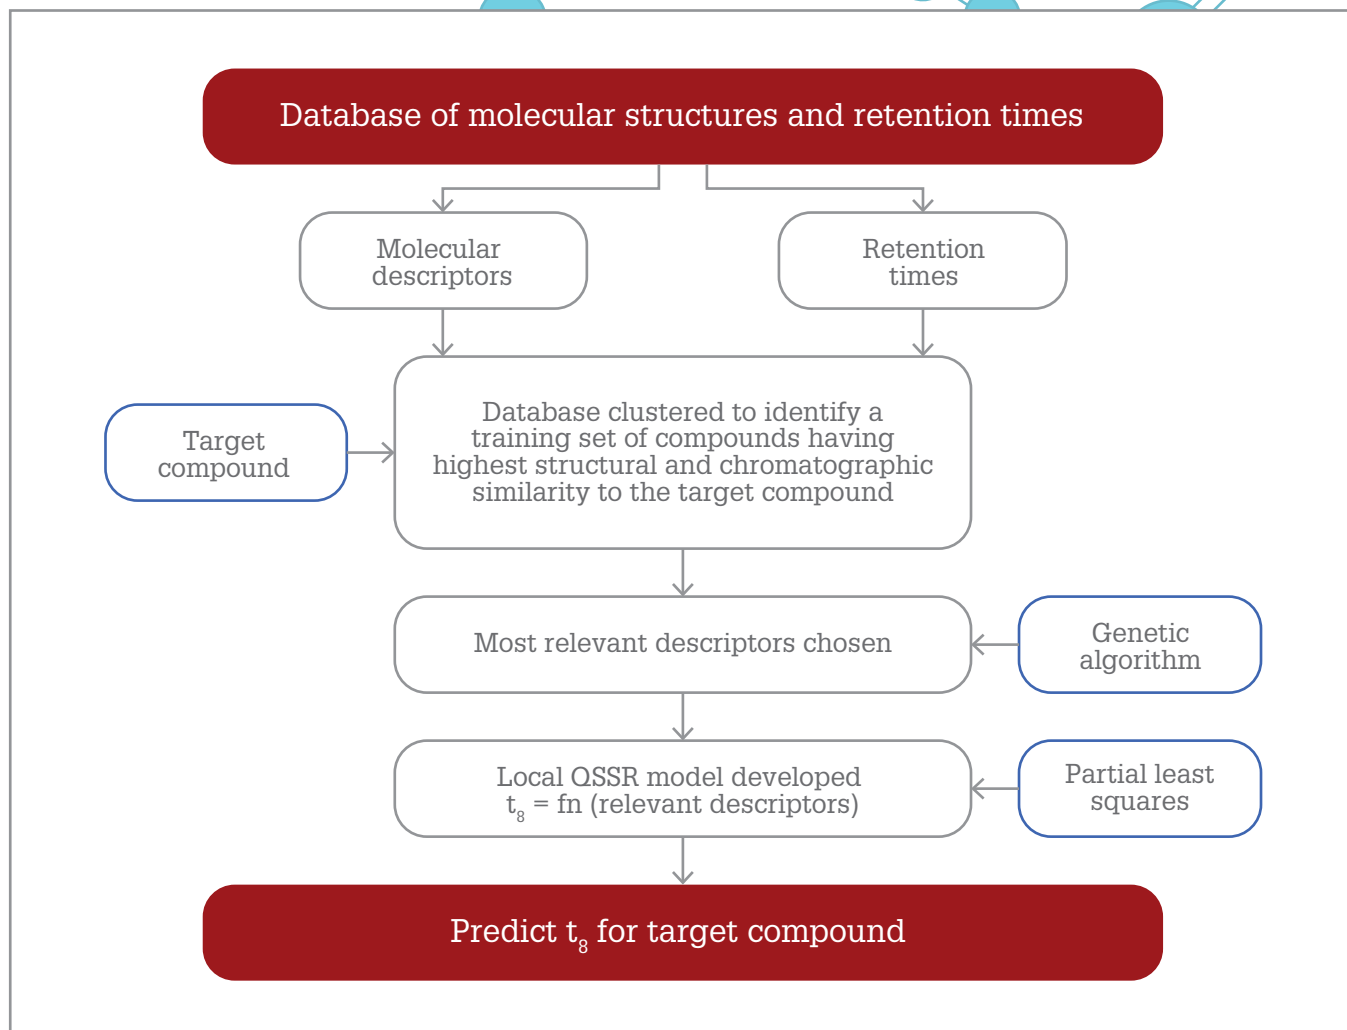 Database of molecular structures and retention times
Molecular
descriptors
Retention
times
Target
compound
Database clustered to identify a
training set of compounds having
highest structural and chromatographic
similarity to the target compound
Most relevant descriptors chosen
Genetic
algorithm
Local QSSR model developed
t₈ = fn (relevant descriptors)
Partial least
squares
Predict t₈ for target compound